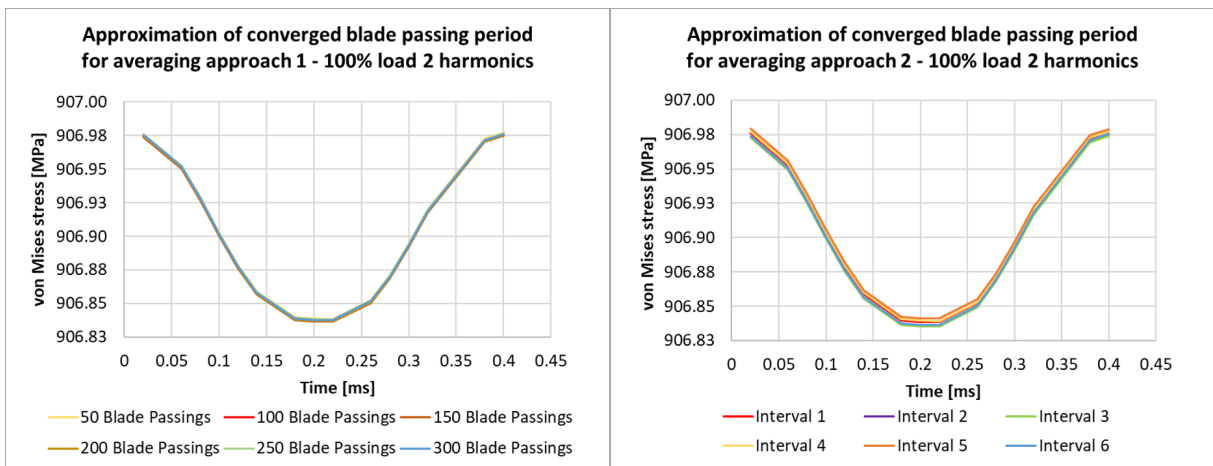 Approximation of converged blade passing period
for averaging approach 1 - 100% load 2 harmonics
von Mises stress [MPa]
907.00
906.98
906.95
906.93
906.90
906.88
906.85
906.83
0 0.05 0.1 0.15 0.2 0.25 0.3 0.35 0.4 0.45
Time [ms]
50 Blade Passings 100 Blade Passings 150 Blade Passings
200 Blade Passings 250 Blade Passings 300 Blade Passings
Approximation of converged blade passing period
for averaging approach 2 - 100% load 2 harmonics
von Mises stress [MPa]
907.00
906.98
906.95
906.93
906.90
906.88
906.85
906.83
0 0.05 0.1 0.15 0.2 0.25 0.3 0.35 0.4 0.45
Time [ms]
Interval 1 Interval 2 Interval 3
Interval 4 Interval 5 Interval 6